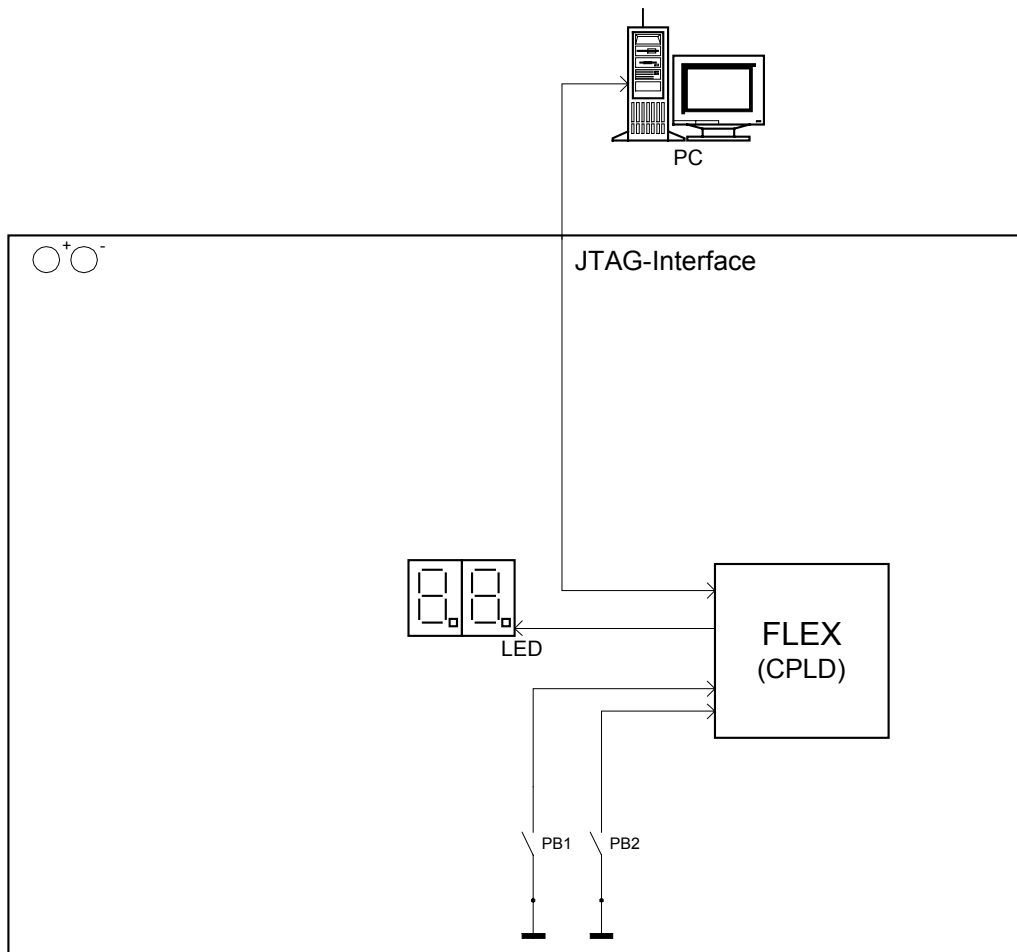 PC
+ -
JTAG-Interface
LED
FLEX
(CPLD)
PB1
PB2